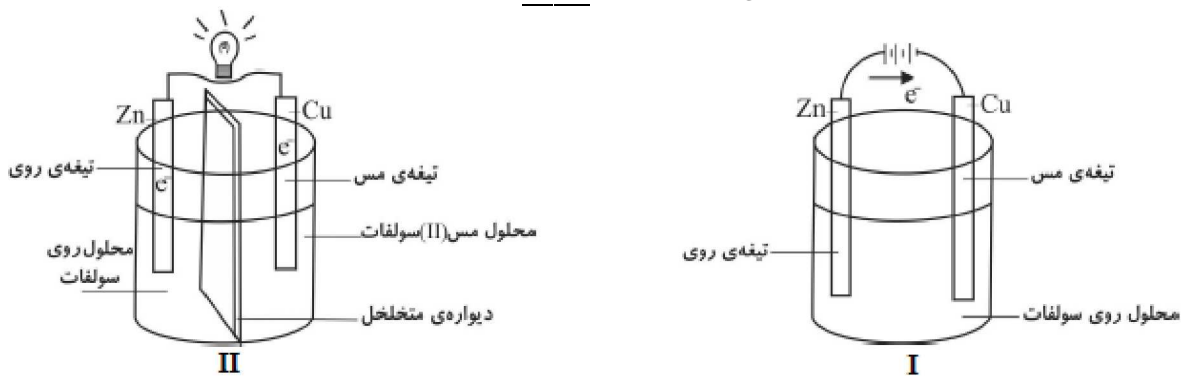 Zn
Cu
e⁻
e⁻
تیغه‌ی روی
تیغه‌ی مس
محلول مس(II)سولفات
محلول روی
سولفات
دیواره‌ی متخلخل
II
Zn
Cu
e⁻
تیغه‌ی مس
تیغه‌ی روی
محلول روی سولفات
I